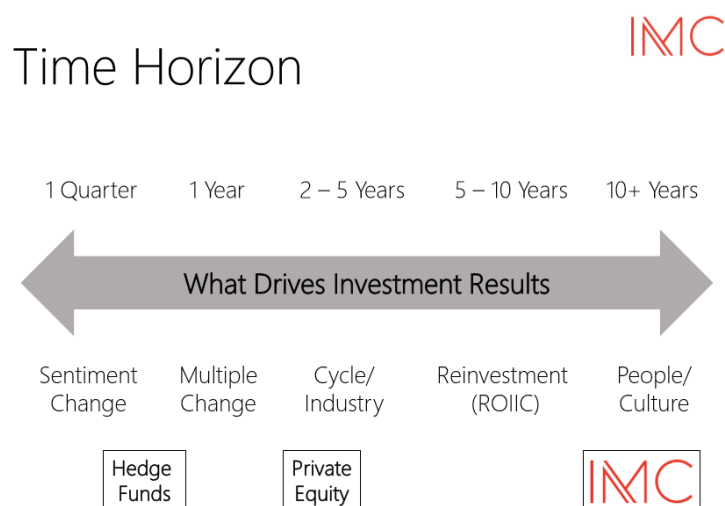 IMC
Time Horizon
1 Quarter
1 Year
2 – 5 Years
5 – 10 Years
10+ Years
What Drives Investment Results
Sentiment
Change
Multiple
Change
Cycle/
Industry
Reinvestment
(ROIIC)
People/
Culture
Hedge
Funds
Private
Equity
IMC